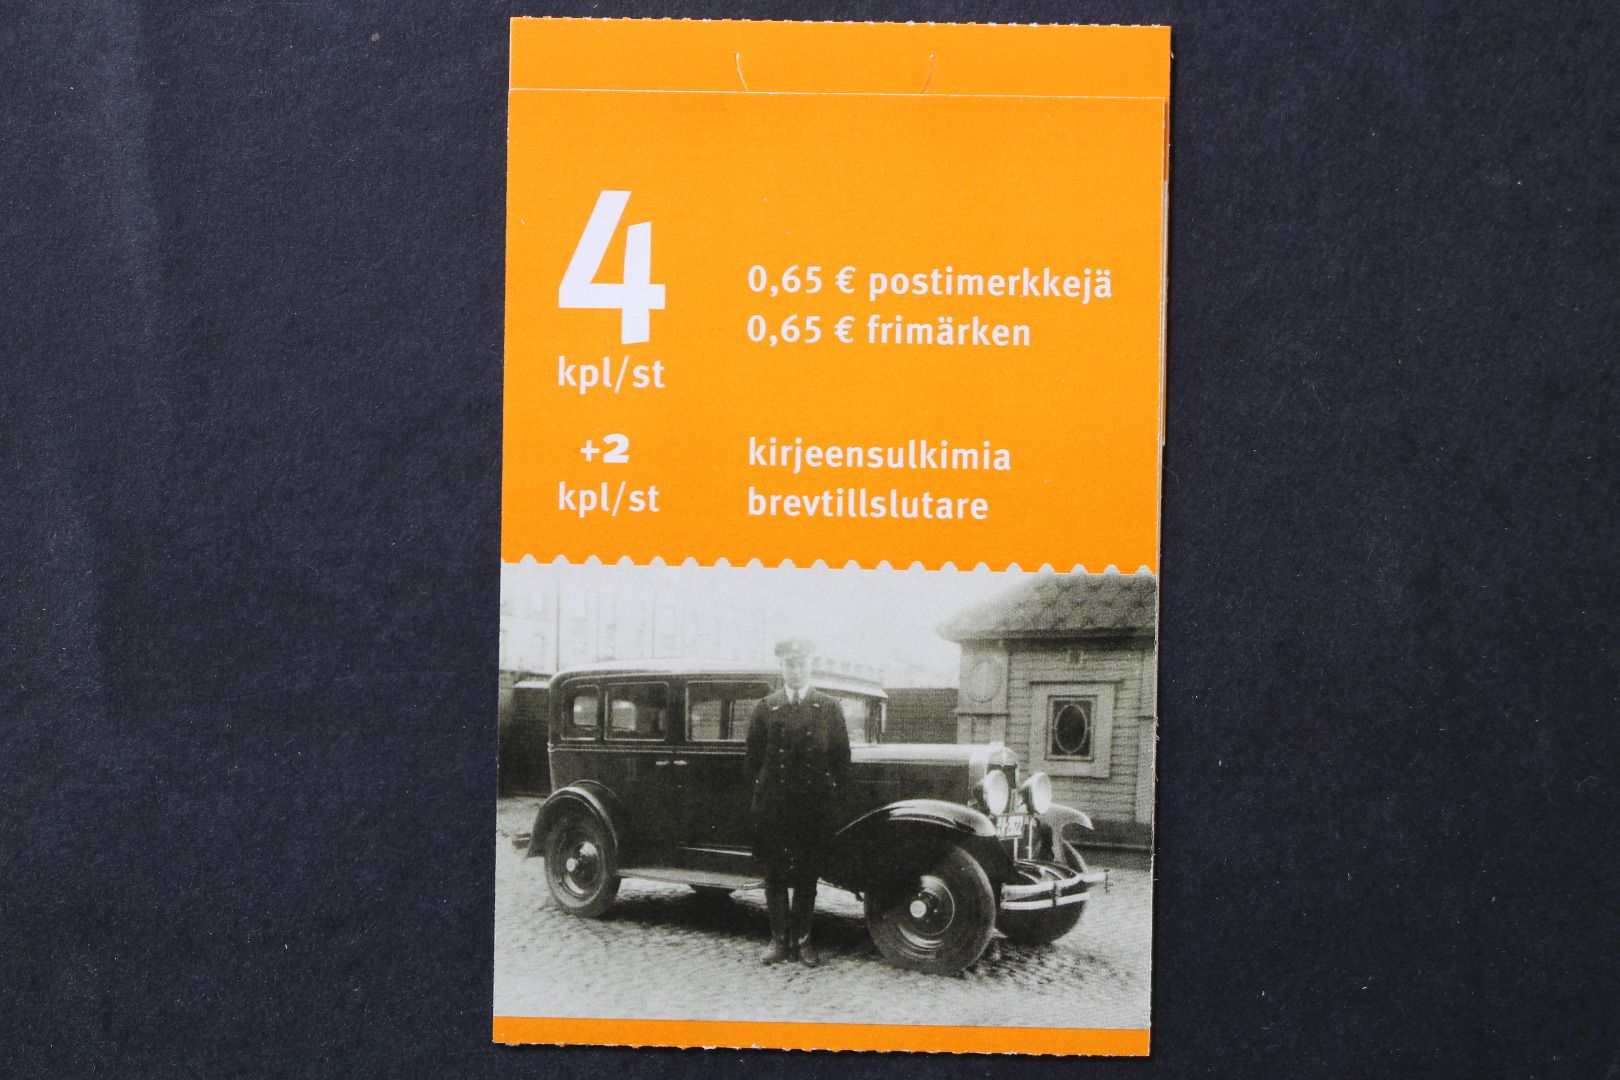 4
kpl/st
0,65 € postimerkkejä
0,65 € frimärken
+2
kpl/st
kirjeensulkimia
brevtillslutare